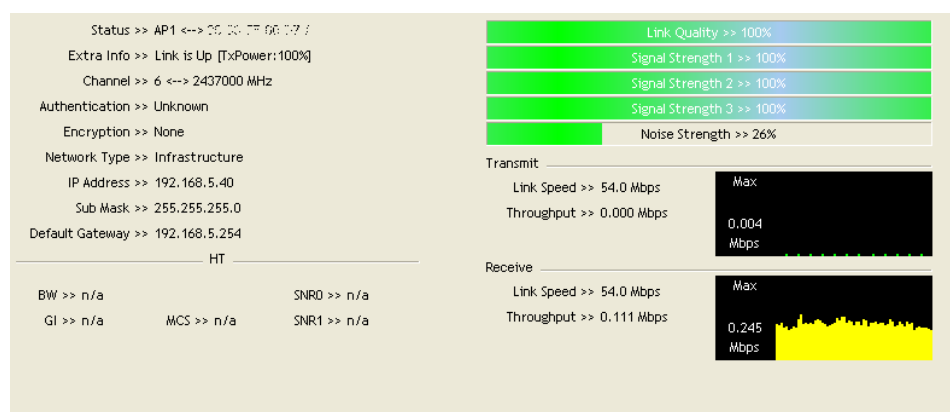 Status >> AP1 <-->
Extra Info >> Link is Up [TxPower:100%]
Channel >> 6 <--> 2437000 MHz
Authentication >> Unknown
Encryption >> None
Network Type >> Infrastructure
IP Address >> 192.168.5.40
Sub Mask >> 255.255.255.0
Default Gateway >> 192.168.5.254
HT
BW >> n/a
SNR0 >> n/a
GI >> n/a
MCS >> n/a
SNR1 >> n/a
Link Quality >> 100%
Signal Strength 1 >> 100%
Signal Strength 2 >> 100%
Signal Strength 3 >> 100%
Noise Strength >> 26%
Transmit
Link Speed >> 54.0 Mbps
Throughput >> 0.000 Mbps
Max
0.004
Mbps
Receive
Link Speed >> 54.0 Mbps
Throughput >> 0.111 Mbps
Max
0.245
Mbps